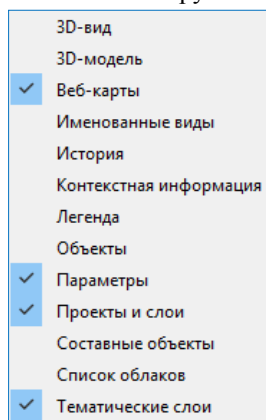 3D-вид
3D-модель
Веб-карты
Именованные виды
История
Контекстная информация
Легенда
Объекты
Параметры
Проекты и слои
Составные объекты
Список облаков
Тематические слои